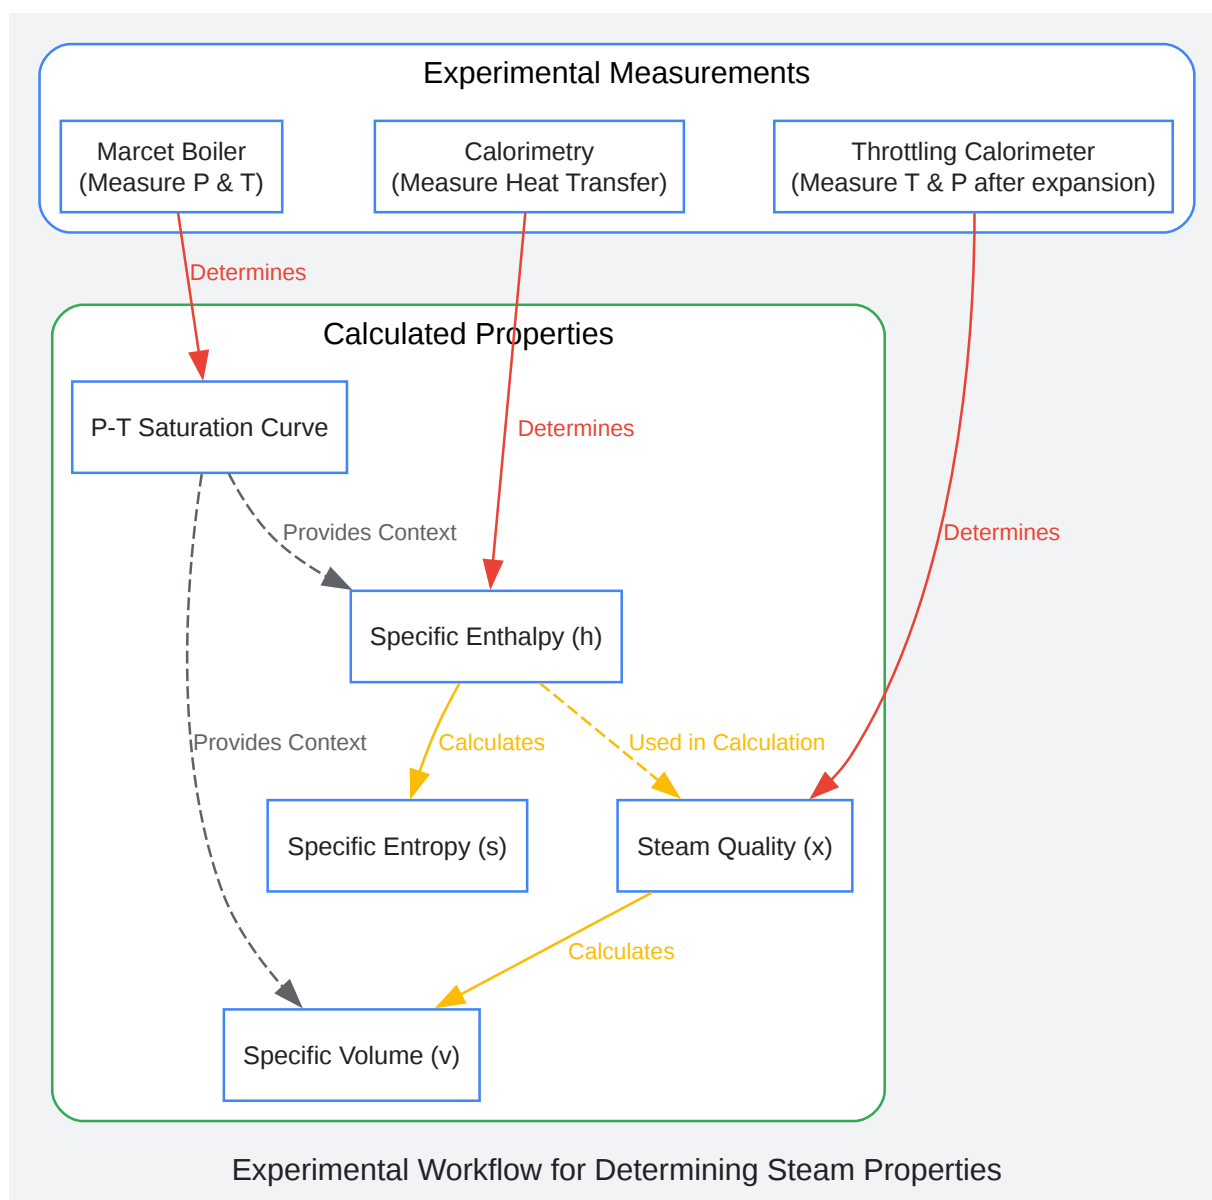 Experimental Measurements
Marcet Boiler
(Measure P & T)
Calorimetry
(Measure Heat Transfer)
Throttling Calorimeter
(Measure T & P after expansion)
Determines
Calculated Properties
P-T Saturation Curve
Determines
Provides Context
Determines
Specific Enthalpy (h)
Provides Context
Calculates
Used in Calculation
Specific Entropy (s)
Steam Quality (x)
Calculates
Specific Volume (v)
Experimental Workflow for Determining Steam Properties